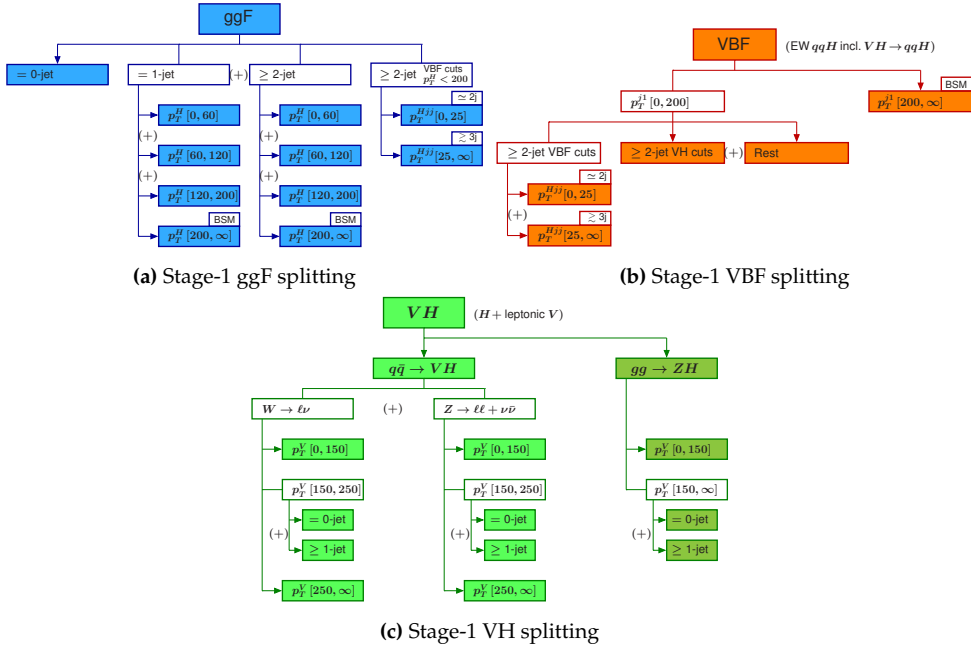 ggF
= 0-jet
= 1-jet
(+)
≥ 2-jet
≥ 2-jet VBF cuts p_T^H < 200
p_T^H [0, 60]
(+)
p_T^H [60, 120]
(+)
p_T^H [120, 200]
BSM
p_T^H [200, ∞]
p_T^H [0, 60]
(+)
p_T^H [60, 120]
(+)
p_T^H [120, 200]
BSM
p_T^H [200, ∞]
≃ 2j
p_T^{Hjj} [0, 25]
≳ 3j
p_T^{Hjj} [25, ∞]
(a) Stage-1 ggF splitting
VBF
(EW qqH incl. VH → qqH)
p_T^{j1} [0, 200]
BSM
p_T^{j1} [200, ∞]
≥ 2-jet VBF cuts
≥ 2-jet VH cuts
(+)
Rest
≃ 2j
p_T^{Hjj} [0, 25]
(+)
≳ 3j
p_T^{Hjj} [25, ∞]
(b) Stage-1 VBF splitting
VH
(H + leptonic V)
qq̄ → VH
gg → ZH
W → ℓν
(+)
Z → ℓℓ + νν̄
p_T^V [0, 150]
p_T^V [150, 250]
= 0-jet
(+)
≥ 1-jet
p_T^V [250, ∞]
p_T^V [0, 150]
p_T^V [150, 250]
= 0-jet
(+)
≥ 1-jet
p_T^V [250, ∞]
p_T^V [0, 150]
p_T^V [150, ∞]
= 0-jet
(+)
≥ 1-jet
(c) Stage-1 VH splitting